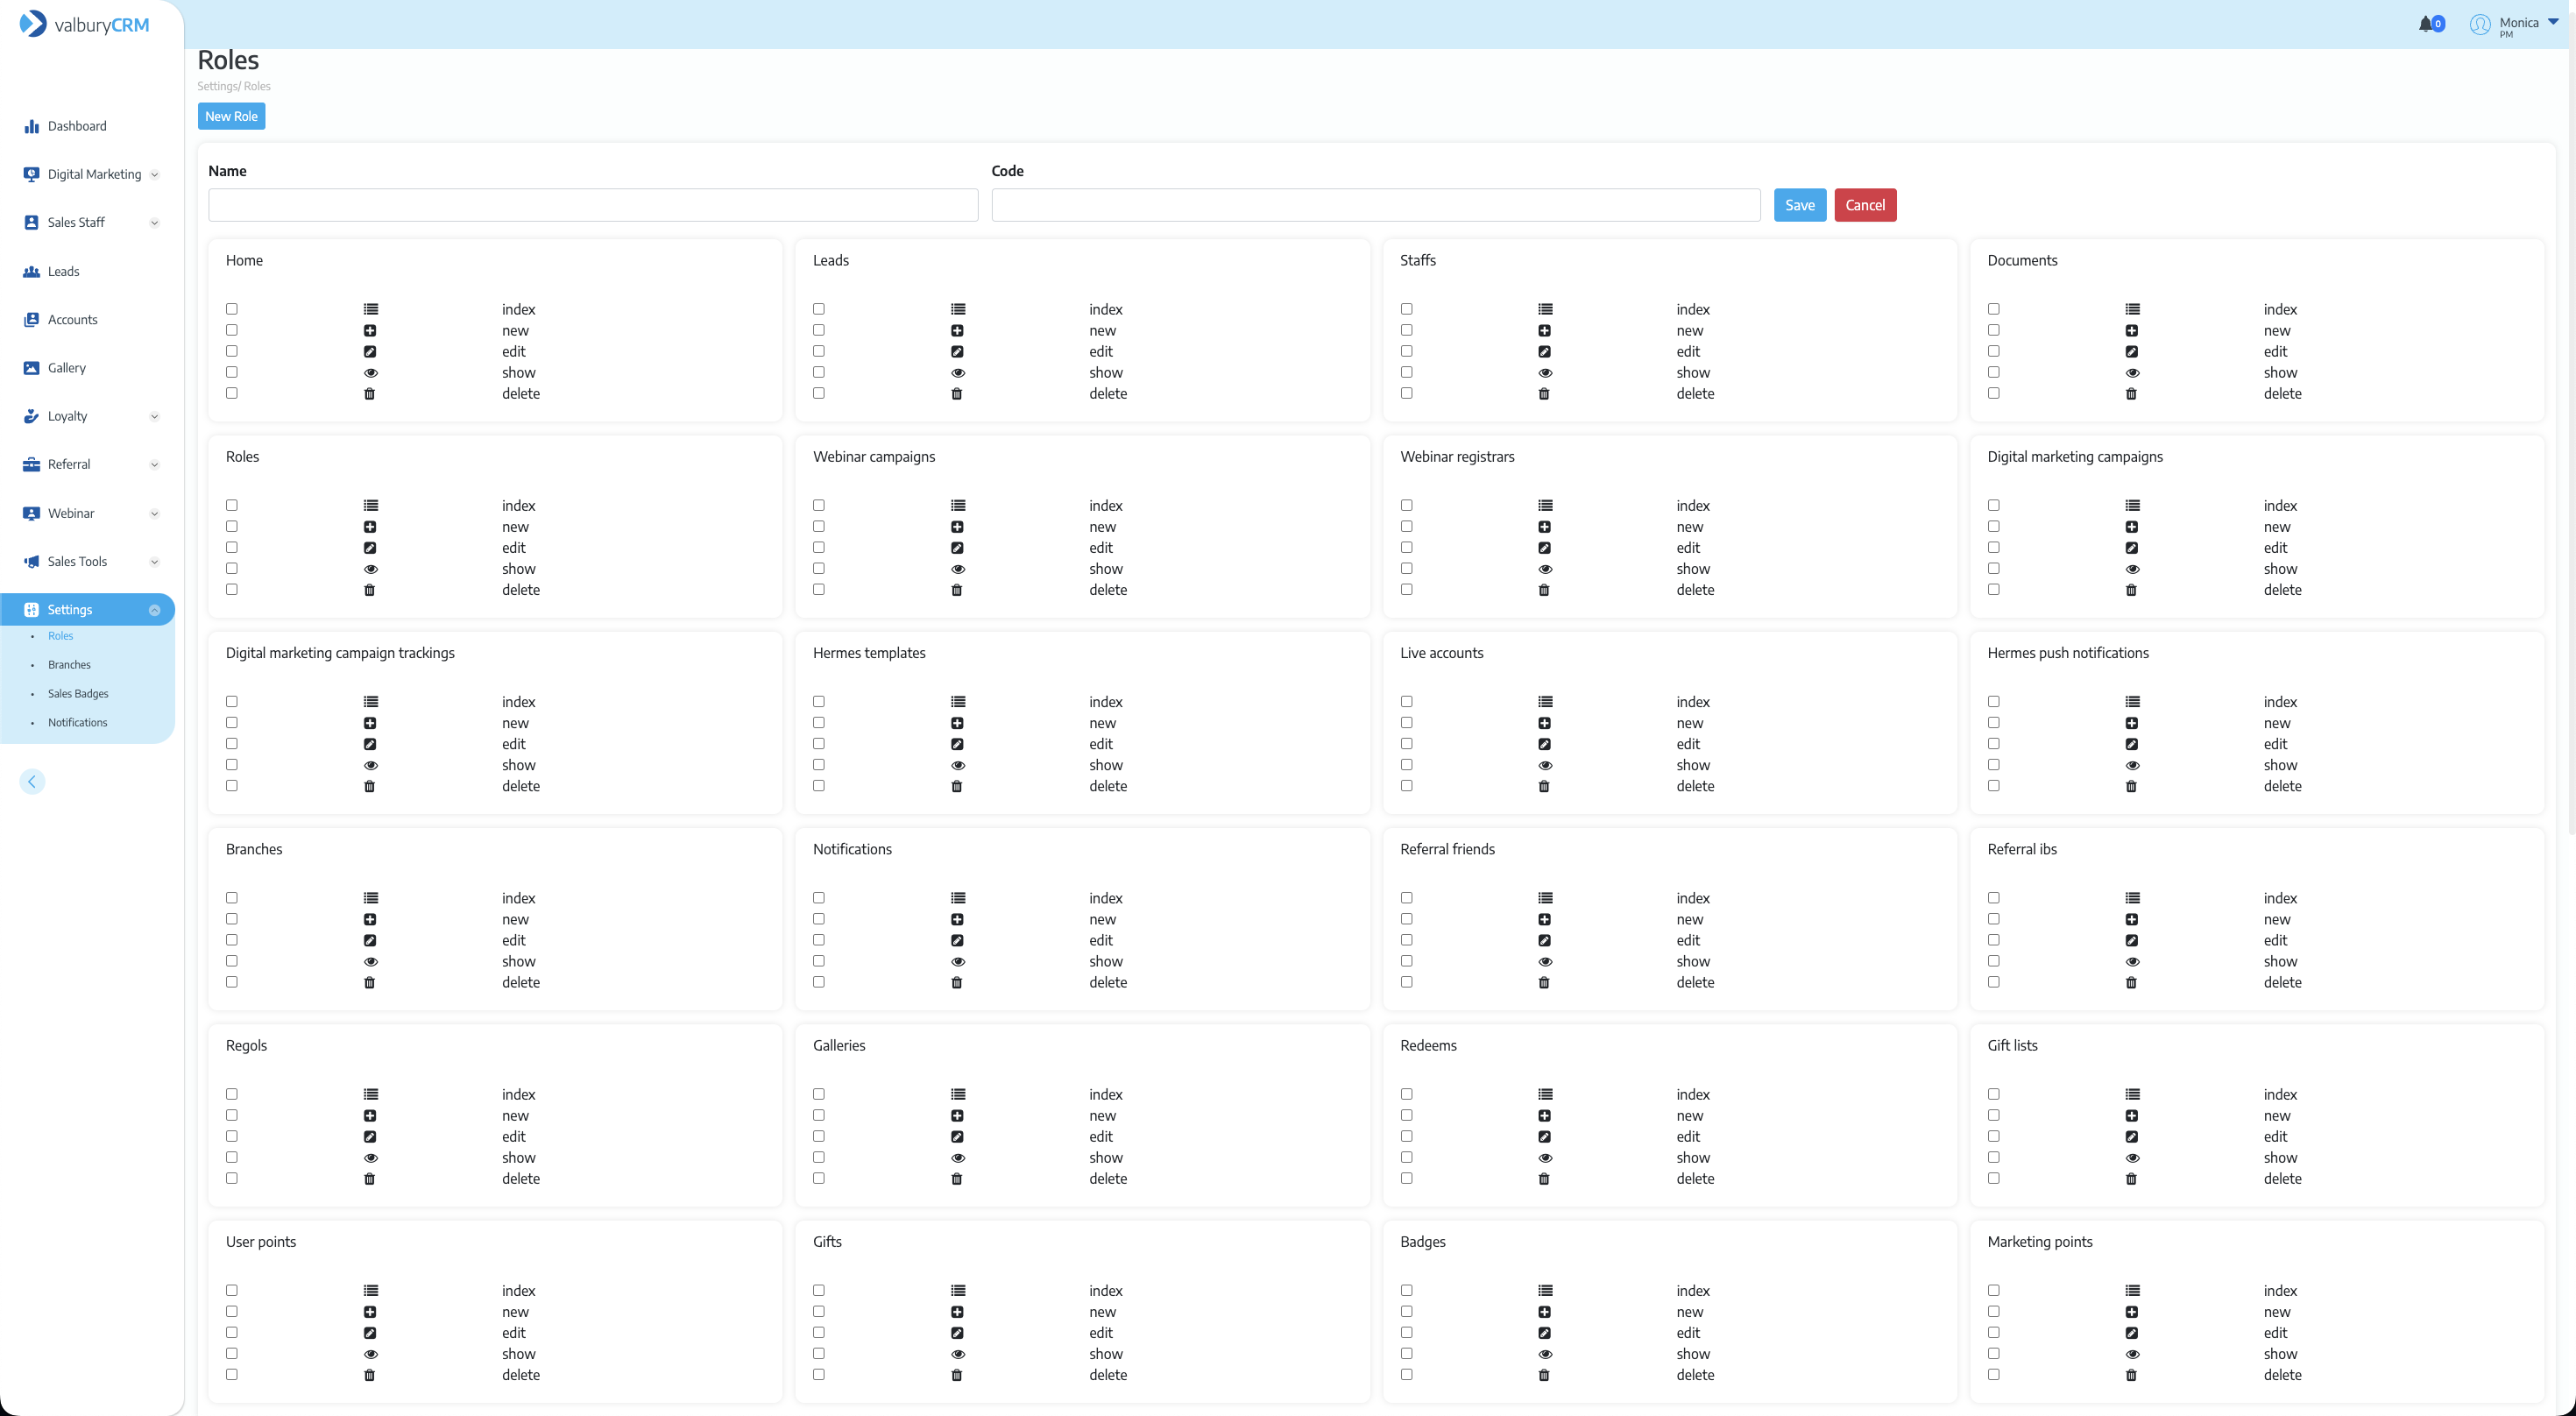 valburyCRM
0
Monica
PM
Roles
Settings/ Roles
New Role
Dashboard
Digital Marketing
Sales Staff
Leads
Accounts
Gallery
Loyalty
Referral
Webinar
Sales Tools
Settings
Roles
Branches
Sales Badges
Notifications
Name
Code
Save
Cancel
Home
index
new
edit
show
delete
Leads
index
new
edit
show
delete
Staffs
index
new
edit
show
delete
Documents
index
new
edit
show
delete
Roles
index
new
edit
show
delete
Webinar campaigns
index
new
edit
show
delete
Webinar registrars
index
new
edit
show
delete
Digital marketing campaigns
index
new
edit
show
delete
Digital marketing campaign trackings
index
new
edit
show
delete
Hermes templates
index
new
edit
show
delete
Live accounts
index
new
edit
show
delete
Hermes push notifications
index
new
edit
show
delete
Branches
index
new
edit
show
delete
Notifications
index
new
edit
show
delete
Referral friends
index
new
edit
show
delete
Referral ibs
index
new
edit
show
delete
Regols
index
new
edit
show
delete
Galleries
index
new
edit
show
delete
Redeems
index
new
edit
show
delete
Gift lists
index
new
edit
show
delete
User points
index
new
edit
show
delete
Gifts
index
new
edit
show
delete
Badges
index
new
edit
show
delete
Marketing points
index
new
edit
show
delete